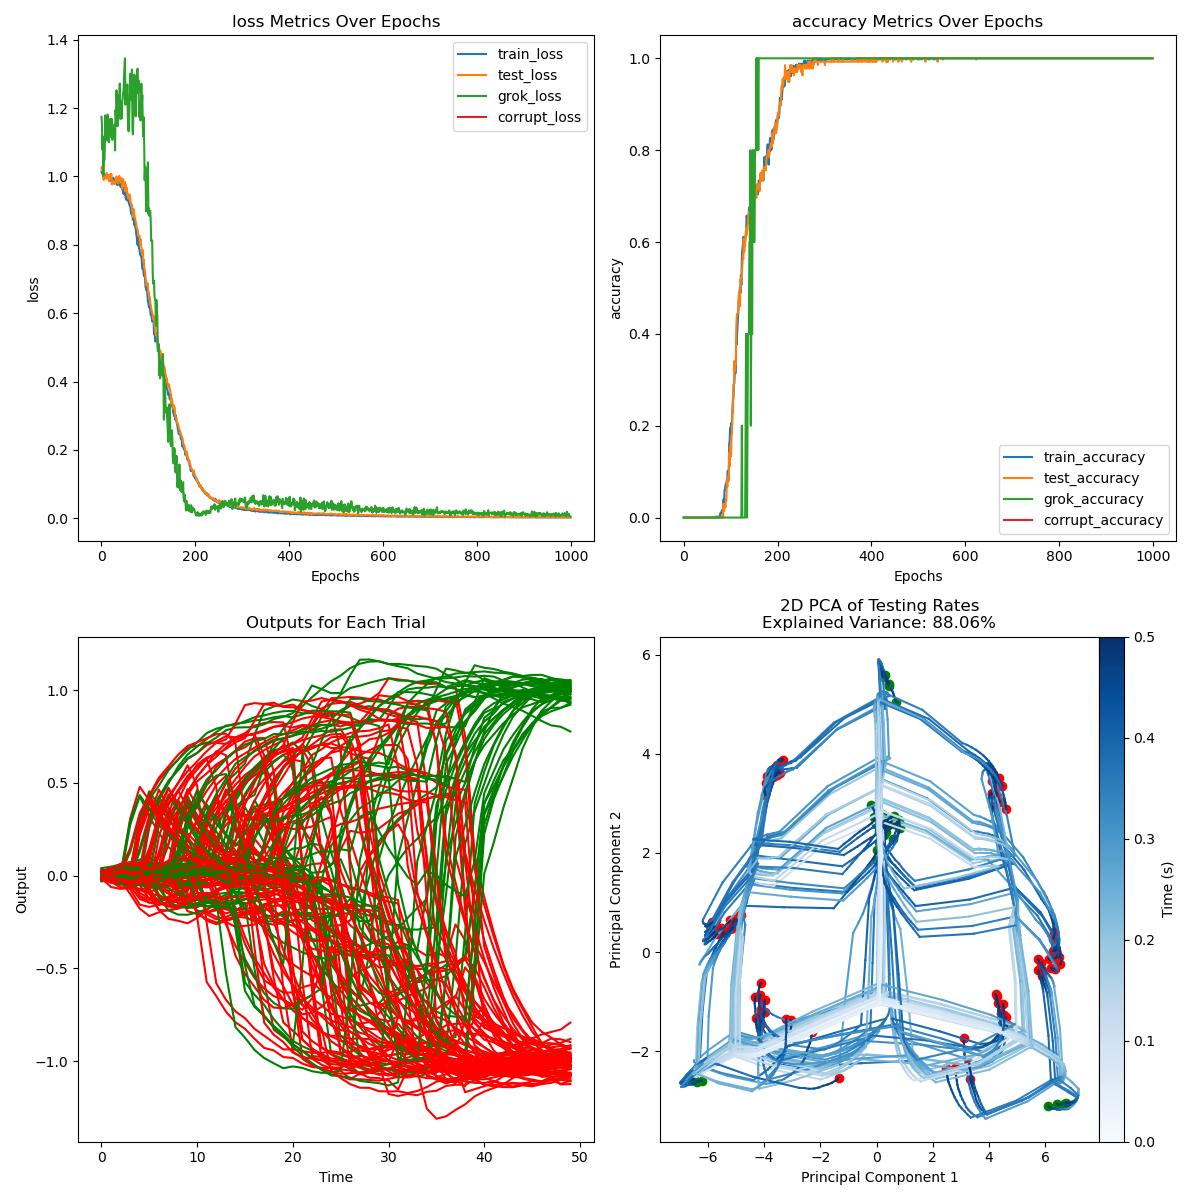 loss Metrics Over Epochs
1.4
1.2
1.0
0.8
0.6
0.4
0.2
0.0
loss
train_loss
test_loss
grok_loss
corrupt_loss
0 200 400 600 800 1000
Epochs
accuracy Metrics Over Epochs
1.0
0.8
0.6
0.4
0.2
0.0
accuracy
train_accuracy
test_accuracy
grok_accuracy
corrupt_accuracy
0 200 400 600 800 1000
Epochs
Outputs for Each Trial
1.0
0.5
0.0
−0.5
−1.0
Output
0 10 20 30 40 50
Time
2D PCA of Testing Rates
Explained Variance: 88.06%
6
4
2
0
−2
Principal Component 2
−6 −4 −2 0 2 4 6
Principal Component 1
0.5
0.4
0.3
0.2
0.1
0.0
Time (s)